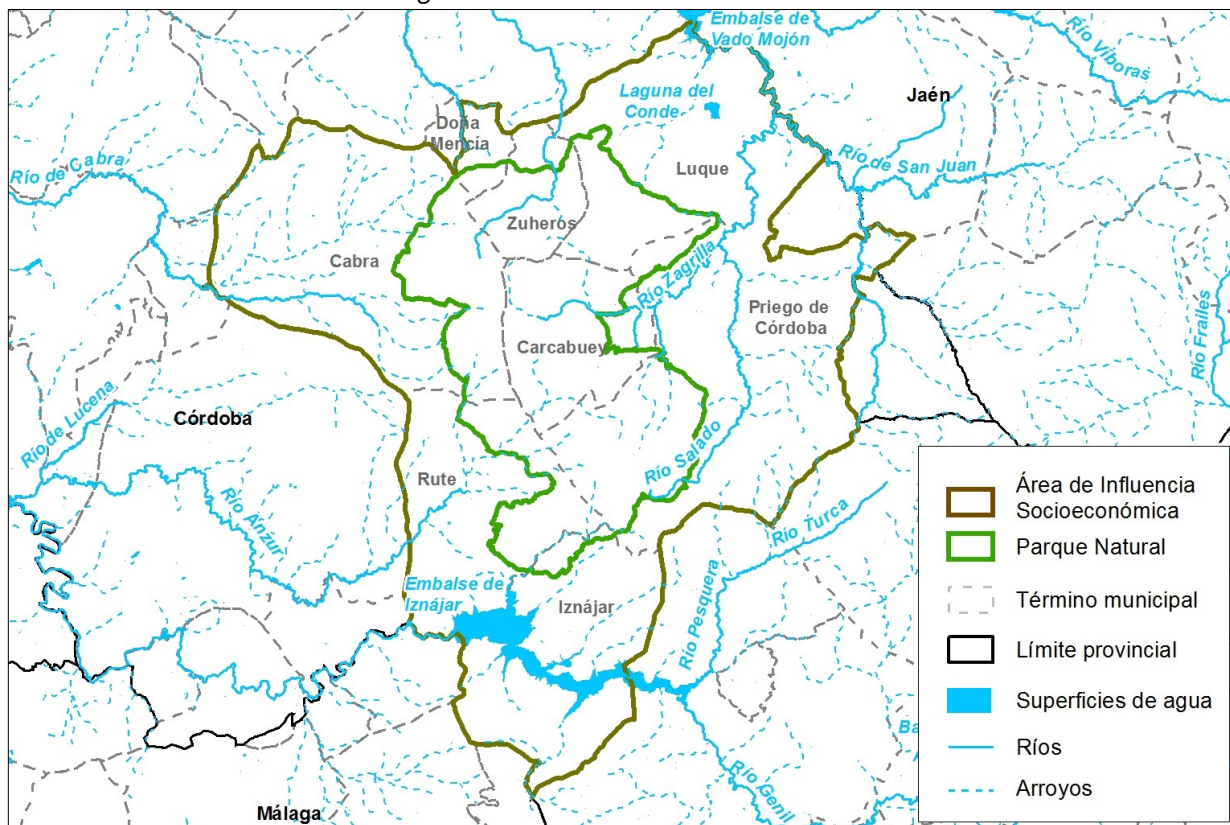 Embalse de
Vado Mojón
Río Víboras
Laguna del
Conde
Jaén
Doña
Mencía
Río de Cabra
Luque
Río de San Juan
Zuheros
Cabra
Río Zagrilla
Priego de
Córdoba
Río Frailes
Carcabuey
Río de Lucena
Córdoba
Río Salado
Rute
Río Anzur
Río Turca
Embalse de
Iznájar
Iznájar
Río Pesquera
Río Genil
Ba
Málaga
Área de Influencia
Socioeconómica
Parque Natural
Término municipal
Límite provincial
Superficies de agua
Ríos
Arroyos